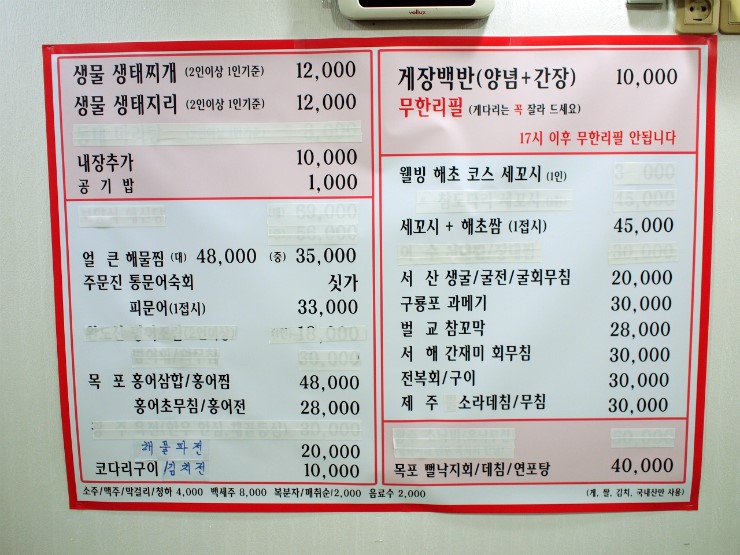 생물 생태찌개 (2인이상 1인기준) 12,000
생물 생태지리 (2인이상 1인기준) 12,000
내장추가 10,000
공 기 밥 1,000
얼 큰 해물찜 (대) 48,000 (중) 35,000
주문진 통문어숙회 싯가
피문어(1접시) 33,000
목 포 홍어삼합/홍어찜 48,000
홍어초무침/홍어전 28,000
해물파전 20,000
코다리구이/김치전 10,000
게장백반(양념+간장) 10,000
무한리필 (게다리는 꼭 잘라 드세요)
17시 이후 무한리필 안됩니다
웰빙 해초 코스 세꼬시 (1인)
45,000
세꼬시 + 해초쌈 (1접시) 45,000
서 산 생굴/굴전/굴회무침 20,000
구룡포 과메기 30,000
벌 교 참꼬막 28,000
서 해 간재미 회무침 30,000
전복회/구이 30,000
제 주 소라데침/무침 30,000
목포 뻘낙지회/데침/연포탕 40,000
소주/맥주/막걸리/청하 4,000 백세주 8,000 복분자/매취순12,000 음료수 2,000
(게, 쌀, 김치, 국내산만 사용)